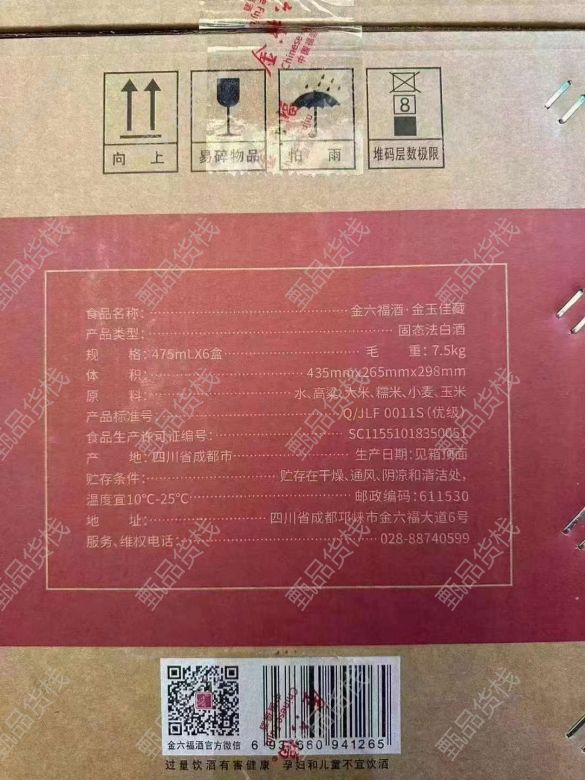 向 上
易碎物品
怕 雨
8
堆码层数极限
食品名称: 金六福酒·金玉佳藏
产品类型: 固态法白酒
规 格: 475mLX6盒 毛 重: 7.5kg
体 积: 435mmx265mmx298mm
原 料: 水、高粱、大米、糯米、小麦、玉米
产品标准号: Q/JLF 0011S (优级)
食品生产许可证编号: SC11551018350051
产 地: 四川省成都市 生产日期: 见箱顶面
贮存条件: 贮存在干燥、通风、阴凉和清洁处,
温度宜10℃-25℃ 邮政编码: 611530
地 址: 四川省成都邛崃市金六福大道6号
服务、维权电话: 028-88740599
金六福酒官方微信
过量饮酒有害健康 孕妇和儿童不宜饮酒
甄品货栈